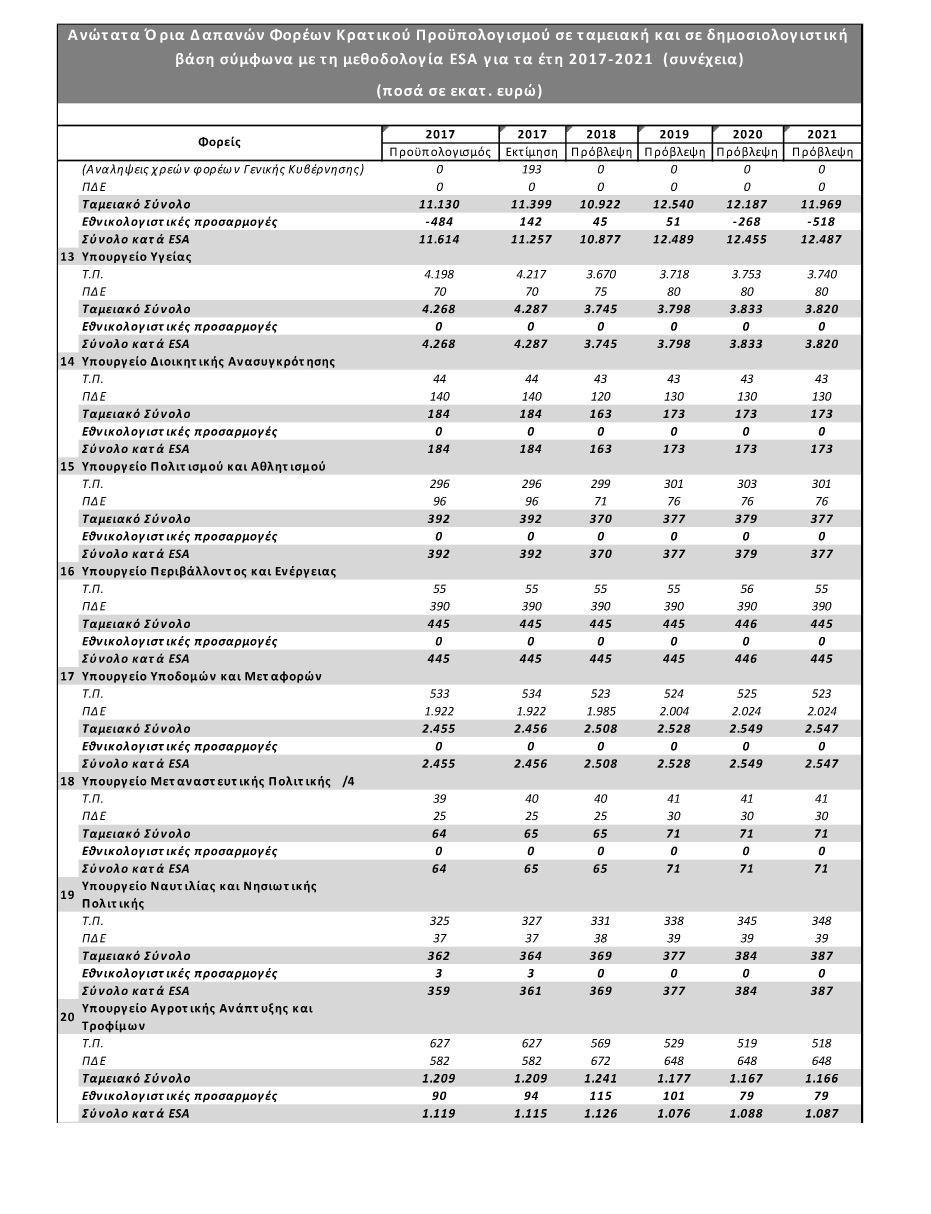 Ανώτατα Όρια Δαπανών Φορέων Κρατικού Προϋπολογισμού σε ταμειακή και σε δημοσιολογιστική
βάση σύμφωνα με τη μεθοδολογία ESA για τα έτη 2017-2021 (συνέχεια)
(ποσά σε εκατ. ευρώ)
Φορείς 2017 2017 2018 2019 2020 2021
Προϋπολογισμός Εκτίμηση Πρόβλεψη Πρόβλεψη Πρόβλεψη Πρόβλεψη
(Αναληψεις χρεών φορέων Γενικής Κυβέρνησης) 0 193 0 0 0 0
ΠΔΕ 0 0 0 0 0 0
Ταμειακό Σύνολο 11.130 11.399 10.922 12.540 12.187 11.969
Εθνικολογιστικές προσαρμογές -484 142 45 51 -268 -518
Σύνολο κατά ESA 11.614 11.257 10.877 12.489 12.455 12.487
13 Υπουργείο Υγείας
Τ.Π. 4.198 4.217 3.670 3.718 3.753 3.740
ΠΔΕ 70 70 75 80 80 80
Ταμειακό Σύνολο 4.268 4.287 3.745 3.798 3.833 3.820
Εθνικολογιστικές προσαρμογές 0 0 0 0 0 0
Σύνολο κατά ESA 4.268 4.287 3.745 3.798 3.833 3.820
14 Υπουργείο Διοικητικής Ανασυγκρότησης
Τ.Π. 44 44 43 43 43 43
ΠΔΕ 140 140 120 130 130 130
Ταμειακό Σύνολο 184 184 163 173 173 173
Εθνικολογιστικές προσαρμογές 0 0 0 0 0 0
Σύνολο κατά ESA 184 184 163 173 173 173
15 Υπουργείο Πολιτισμού και Αθλητισμού
Τ.Π. 296 296 299 301 303 301
ΠΔΕ 96 96 71 76 76 76
Ταμειακό Σύνολο 392 392 370 377 379 377
Εθνικολογιστικές προσαρμογές 0 0 0 0 0 0
Σύνολο κατά ESA 392 392 370 377 379 377
16 Υπουργείο Περιβάλλοντος και Ενέργειας
Τ.Π. 55 55 55 55 56 55
ΠΔΕ 390 390 390 390 390 390
Ταμειακό Σύνολο 445 445 445 445 446 445
Εθνικολογιστικές προσαρμογές 0 0 0 0 0 0
Σύνολο κατά ESA 445 445 445 445 446 445
17 Υπουργείο Υποδομών και Μεταφορών
Τ.Π. 533 534 523 524 525 523
ΠΔΕ 1.922 1.922 1.985 2.004 2.024 2.024
Ταμειακό Σύνολο 2.455 2.456 2.508 2.528 2.549 2.547
Εθνικολογιστικές προσαρμογές 0 0 0 0 0 0
Σύνολο κατά ESA 2.455 2.456 2.508 2.528 2.549 2.547
18 Υπουργείο Μεταναστευτικής Πολιτικής /4
Τ.Π. 39 40 40 41 41 41
ΠΔΕ 25 25 25 30 30 30
Ταμειακό Σύνολο 64 65 65 71 71 71
Εθνικολογιστικές προσαρμογές 0 0 0 0 0 0
Σύνολο κατά ESA 64 65 65 71 71 71
19 Υπουργείο Ναυτιλίας και Νησιωτικής
Πολιτικής
Τ.Π. 325 327 331 338 345 348
ΠΔΕ 37 37 38 39 39 39
Ταμειακό Σύνολο 362 364 369 377 384 387
Εθνικολογιστικές προσαρμογές 3 3 0 0 0 0
Σύνολο κατά ESA 359 361 369 377 384 387
20 Υπουργείο Αγροτικής Ανάπτυξης και
Τροφίμων
Τ.Π. 627 627 569 529 519 518
ΠΔΕ 582 582 672 648 648 648
Ταμειακό Σύνολο 1.209 1.209 1.241 1.177 1.167 1.166
Εθνικολογιστικές προσαρμογές 90 94 115 101 79 79
Σύνολο κατά ESA 1.119 1.115 1.126 1.076 1.088 1.087